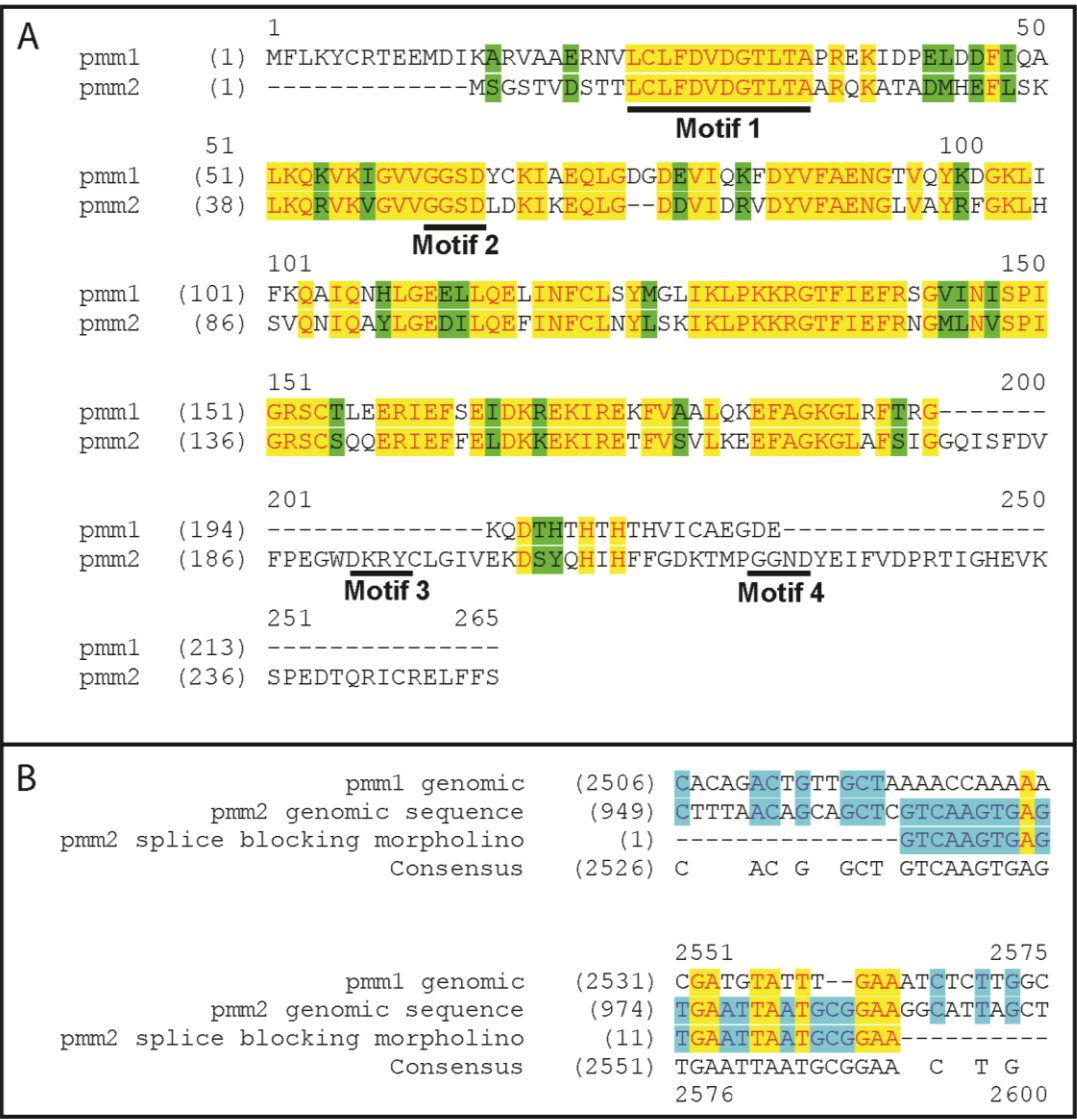 A
1 50
pmm1 (1) MFLKYCRTEEMDIKARVAAERNVLCLFDVDGTLTAPREKIDPELDDFIQA
pmm2 (1) -------------MSGSTVDSTTLCLFDVDGTLTAARQKATADMHEFLSK
Motif 1
51 100
pmm1 (51) LKQKVKIGVVGGSDYCKIAEQLGDGDEVIQKFDYVFAENGTVQYKDGKLI
pmm2 (38) LKQRVKVGVVGGSDLDKIKEQLG--DDVIDRVDYVFAENGLVAYRFGKLH
Motif 2
101 150
pmm1 (101) FKQAIQNHLGEELLQELINFCLSYMGLIKLPKKRGTFIEFRSGVINISPI
pmm2 (86) SVQNIQAYLGEDILQEFINFCLNYLSKIKLPKKRGTFIEFRNGMLNVSPI
151 200
pmm1 (151) GRSCTLEERIEFSEIDKREKIREKFVAALQKEFAGKGLRFTRG-------
pmm2 (136) GRSCSQQERIEFFELDKKEKIRETFVSVLKEEFAGKGLAFSIGGQISFDV
201 250
pmm1 (194) --------------KQDTHTHTHTHVICAEGDE-----------------
pmm2 (186) FPEGWDKRYCLGIVEKDSYQHIHFFGDKTMPGGNDYEIFVDPRTIGHEVK
Motif 3 Motif 4
251 265
pmm1 (213) ---------------
pmm2 (236) SPEDTQRICRELFFS
B
pmm1 genomic (2506) CACAGACTGTTGCTAAAACCAAAAA
pmm2 genomic sequence (949) CTTTAACAGCAGCTCGTCAAGTGAG
pmm2 splice blocking morpholino (1) ---------------GTCAAGTGAG
Consensus (2526) C ACG GCT GTCAAGTGAG
2551 2575
pmm1 genomic (2531) CGATGTATTT--GAAATCTCTTGGC
pmm2 genomic sequence (974) TGAATTAATGCGGAAGGCATTAGCT
pmm2 splice blocking morpholino (11) TGAATTAATGCGGAA----------
Consensus (2551) TGAATTAATGCGGAA C T G
2576 2600